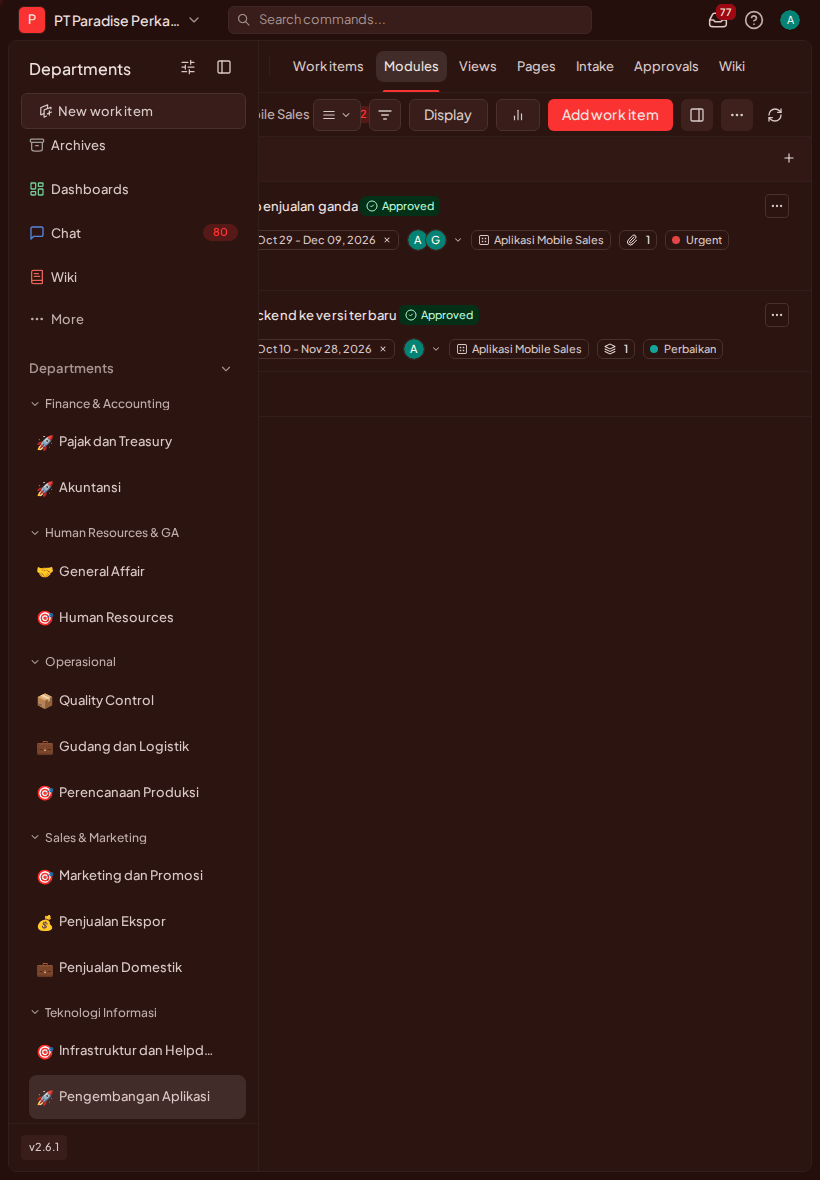 P PT Paradise Perka...
Search commands...
77
A
Departments
New work item
Archives
Dashboards
Chat 80
Wiki
More
Departments
Finance & Accounting
Pajak dan Treasury
Akuntansi
Human Resources & GA
General Affair
Human Resources
Operasional
Quality Control
Gudang dan Logistik
Perencanaan Produksi
Sales & Marketing
Marketing dan Promosi
Penjualan Ekspor
Penjualan Domestik
Teknologi Informasi
Infrastruktur dan Helpd...
Pengembangan Aplikasi
v2.6.1
Work items Modules Views Pages Intake Approvals Wiki
Sales 2 Display Add work item
penjualan ganda Approved
Oct 29 - Dec 09, 2026 A G Aplikasi Mobile Sales 1 Urgent
ke versi terbaru Approved
Oct 10 - Nov 28, 2026 A Aplikasi Mobile Sales 1 Perbaikan